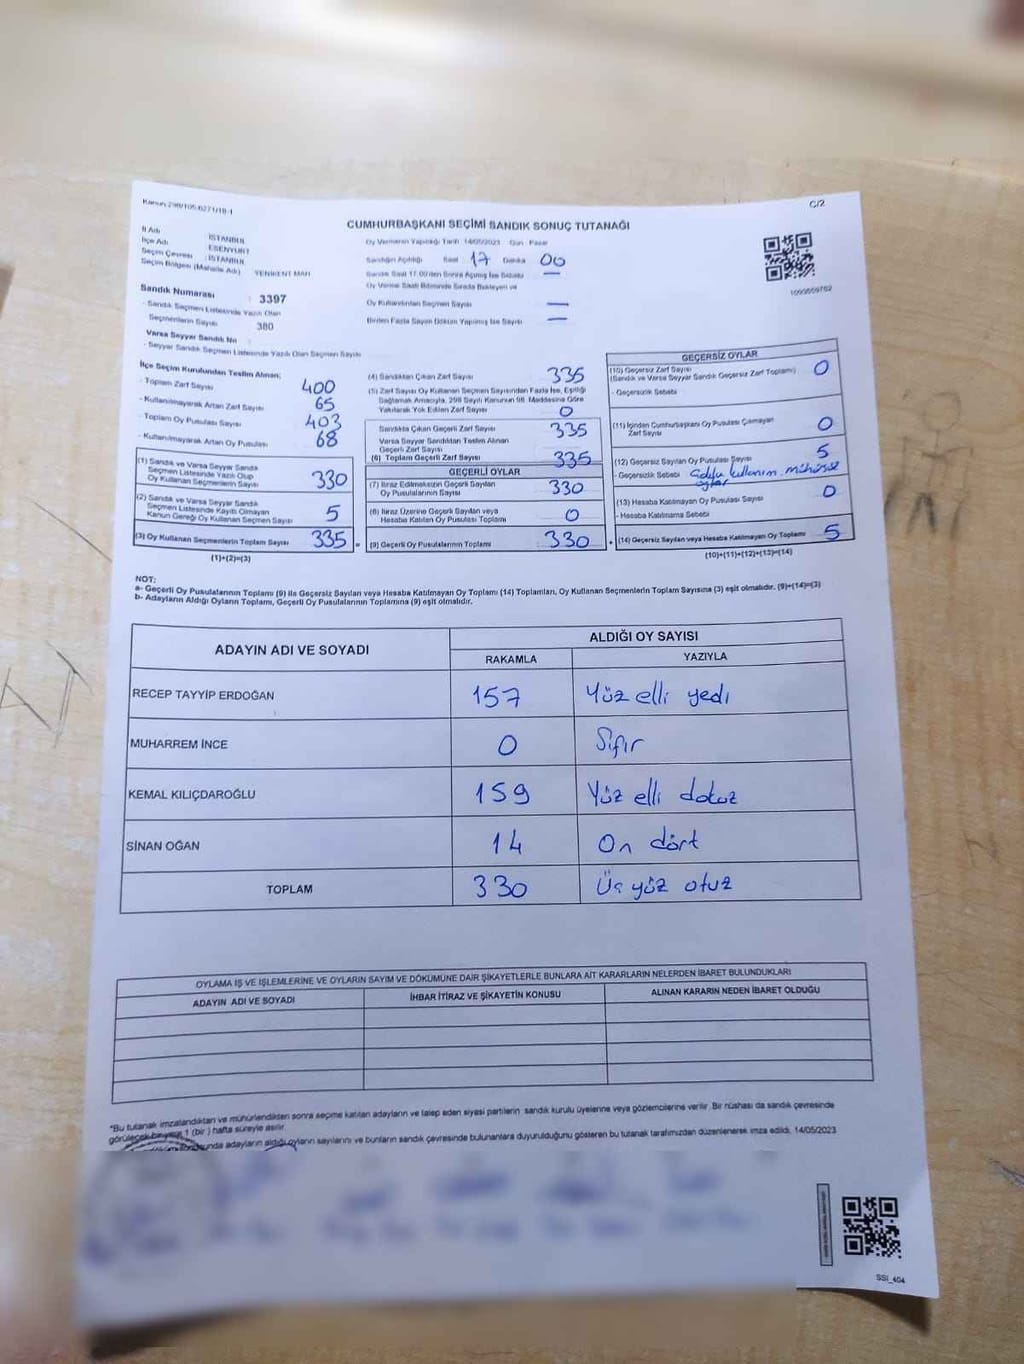 Kanun:298/105,6271/18-1
C/2
CUMHURBAŞKANI SEÇİMİ SANDIK SONUÇ TUTANAĞI
İl Adı : İSTANBUL
İlçe Adı : ESENYURT
Seçim Çevresi : İSTANBUL
Seçim Bölgesi (Mahalle Adı) YENİKENT MAH
Sandık Numarası : 3397
- Sandık Seçmen Listesinde Yazılı Olan
Seçmenlerin Sayısı 380
Varsa Seyyar Sandık No
- Seyyar Sandık Seçmen Listesinde Yazılı Olan Seçmen Sayısı
Oy Vermenin Yapıldığı Tarih 14/05/2023 Gün : Pazar
Sandığın Açıldığı Saat : 17 Dakika 00
Sandık Saat 17.00'den Sonra Açılmış İse Sebebi —
Oy Verme Saati Bitiminde Sırada Bekleyen ve
Oy Kullandırılan Seçmen Sayısı —
Birden Fazla Sayım Döküm Yapılmış İse Sayısı —
İlçe Seçim Kurulundan Teslim Alınan;
- Toplam Zarf Sayısı 400
- Kullanılmayarak Artan Zarf Sayısı 65
- Toplam Oy Pusulası Sayısı 403
- Kullanılmayarak Artan Oy Pusulası 68
(1) Sandık ve Varsa Seyyar Sandık
Seçmen Listesinde Yazılı Olup
Oy Kullanan Seçmenlerin Sayısı 330
(2) Sandık ve Varsa Seyyar Sandık
Seçmen Listesinde Kayıtlı Olmayan
Kanun Gereği Oy Kullanan Seçmen Sayısı 5
(3) Oy Kullanan Seçmenlerin Toplam Sayısı 335 =
(1)+(2)=(3)
(4) Sandıktan Çıkan Zarf Sayısı 335
(5) Zarf Sayısı Oy Kullanan Seçmen Sayısından Fazla İse, Eşitliği
Sağlamak Amacıyla, 298 Sayılı Kanunun 98. Maddesine Göre
Yakılarak Yok Edilen Zarf Sayısı 0
Sandıkta Çıkan Geçerli Zarf Sayısı 335
Varsa Seyyar Sandıktan Teslim Alınan
Geçerli Zarf Sayısı
(6) Toplam Geçerli Zarf Sayısı 335
GEÇERLİ OYLAR
(7) İtiraz Edilmeksizin Geçerli Sayılan
Oy Pusulalarının Sayısı 330
(8) İtiraz Üzerine Geçerli Sayılan veya
Hesaba Katılan Oy Pusulası Toplamı 0
(9) Geçerli Oy Pusulalarının Toplamı 330 +
GEÇERSİZ OYLAR
(10) Geçersiz Zarf Sayısı
(Sandık ve Varsa Seyyar Sandık Geçersiz Zarf Toplamı) 0
- Geçersizlik Sebebi
(11) İçinden Cumhurbaşkanı Oy Pusulası Çıkmayan
Zarf Sayısı 0
(12) Geçersiz Sayılan Oy Pusulası Sayısı 5
- Geçersizlik Sebebi kullanım. mühürsüz
oylar
(13) Hesaba Katılmayan Oy Pusulası Sayısı 0
- Hesaba Katılmama Sebebi
(14) Geçersiz Sayılan veya Hesaba Katılmayan Oy Toplamı 5
(10)+(11)+(12)+(13)=(14)
NOT:
a- Geçerli Oy Pusulalarının Toplamı (9) ila Geçersiz Sayılan veya Hesaba Katılmayan Oy Toplamı (14) Toplamları, Oy Kullanan Seçmenlerin Toplam Sayısına (3) eşit olmalıdır. (9)+(14)=(3)
b- Adayların Aldığı Oyların Toplamı, Geçerli Oy Pusulalarının Toplamına (9) eşit olmalıdır.
ADAYIN ADI VE SOYADI ALDIĞI OY SAYISI
RAKAMLA YAZIYLA
RECEP TAYYİP ERDOĞAN 157 Yüz elli yedi
MUHARREM İNCE 0 Sıfır
KEMAL KILIÇDAROĞLU 159 Yüz elli dokuz
SİNAN OĞAN 14 On dört
TOPLAM 330 Üç yüz otuz
OYLAMA İŞ VE İŞLEMLERİNE VE OYLARIN SAYIM VE DÖKÜMÜNE DAİR ŞİKAYETLERLE BUNLARA AİT KARARLARIN NELERDEN İBARET BULUNDUKLARI
ADAYIN ADI VE SOYADI İHBAR İTİRAZ VE ŞİKAYETİN KONUSU ALINAN KARARIN NEDEN İBARET OLDUĞU
*Bu tutanak imzalandıktan ve mühürlendikten sonra seçime katılan adayların ve talep eden siyasi partilerin sandık kurulu üyelerine veya gözlemcilerine verilir. Bir nüshası da sandık çevresinde
görülecek bir yere 1 (bir ) hafta süreyle asılır.
adayların aldığı oyların sayılarını ve bunların sandık çevresinde bulunanlara duyurulduğunu gösteren bu tutanak tarafımızdan düzenlenerek imza edildi. 14/05/2023
SSİ_404